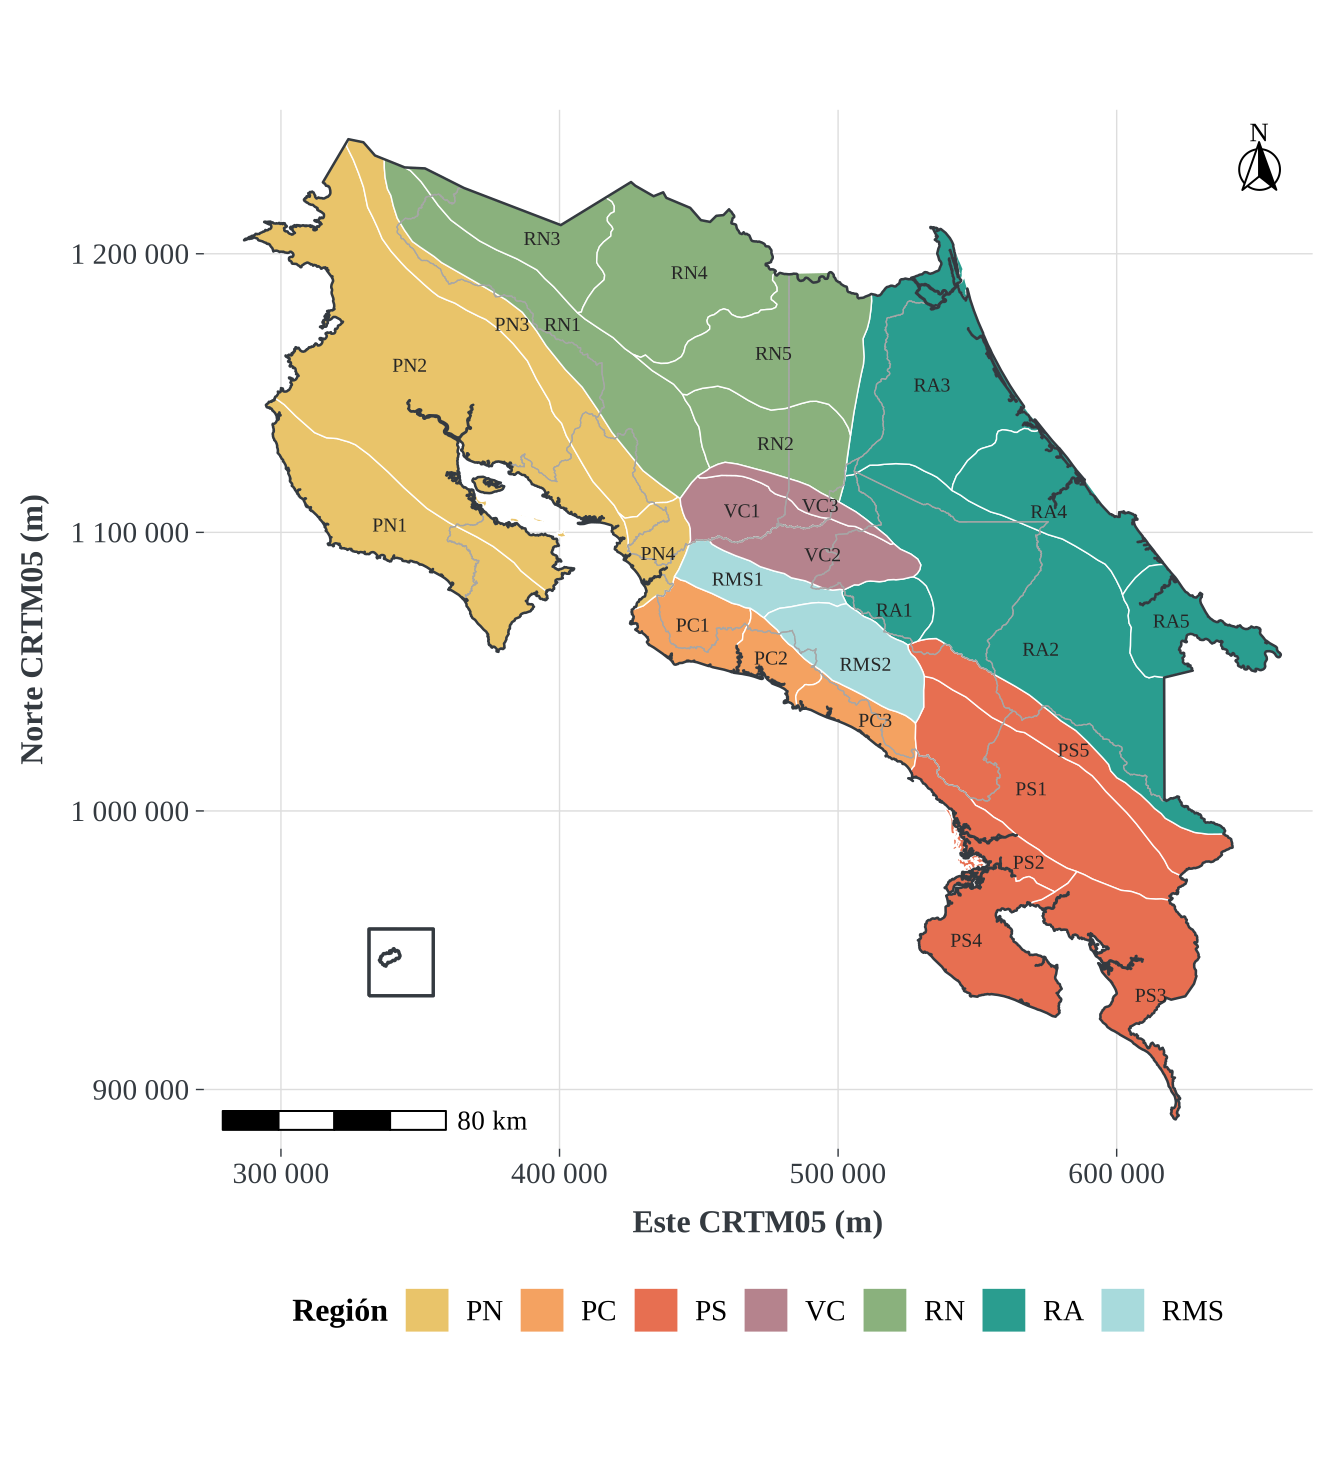 N
RN3
RN4
PN3
RN1
RN5
PN2
RA3
RN2
VC1
VC3
RA4
PN1
PN4
VC2
RMS1
RA1
RA5
PC1
RA2
PC2
RMS2
PC3
PS5
PS1
PS2
PS4
PS3
1 200 000
1 100 000
1 000 000
900 000
Norte CRTM05 (m)
80 km
300 000 400 000 500 000 600 000
Este CRTM05 (m)
Región PN PC PS VC RN RA RMS